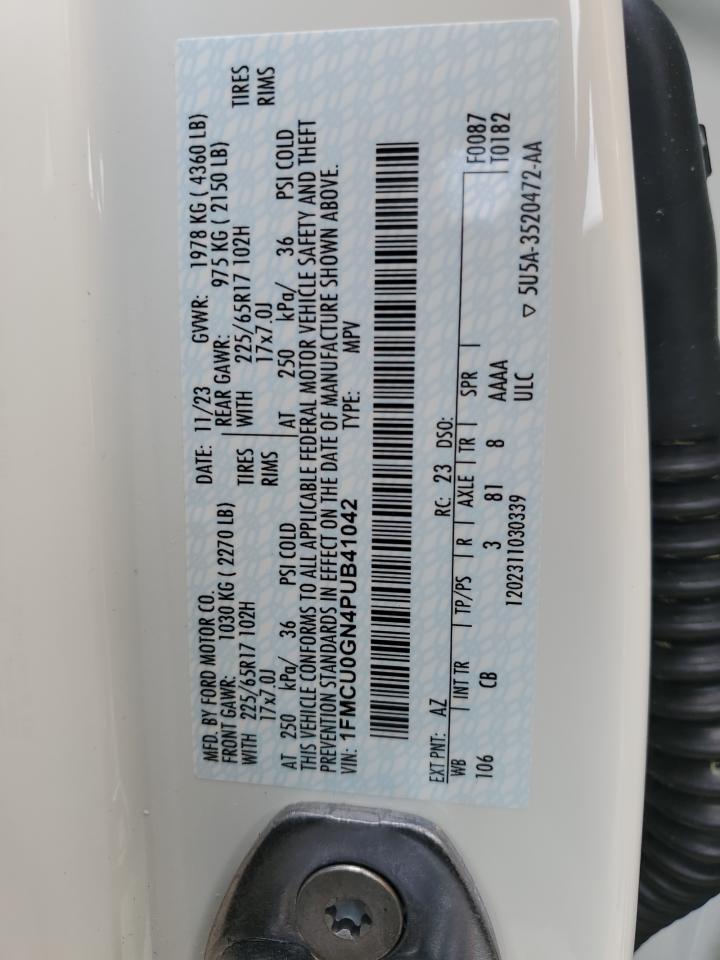 MFD. BY FORD MOTOR CO. DATE: 11/23 GVWR: 1978 KG ( 4360 LB)
FRONT GAWR: 1030 KG ( 2270 LB) REAR GAWR: 975 KG ( 2150 LB)
WITH 225/65R17 102H TIRES WITH 225/65R17 102H TIRES
17x7.0J RIMS 17x7.0J RIMS
AT 250 kPa/ 36 PSI COLD AT 250 kPa/ 36 PSI COLD
THIS VEHICLE CONFORMS TO ALL APPLICABLE FEDERAL MOTOR VEHICLE SAFETY AND THEFT
PREVENTION STANDARDS IN EFFECT ON THE DATE OF MANUFACTURE SHOWN ABOVE.
VIN: 1FMCU0GN4PUB41042 TYPE: MPV
EXT PNT: AZ RC: 23 DSO: F0087
WB INT TR TP/PS R AXLE TR SPR T0182
106 CB 3 81 8 AAAA
1202311030339 ULC ▽ 5U5A-3520472-AA